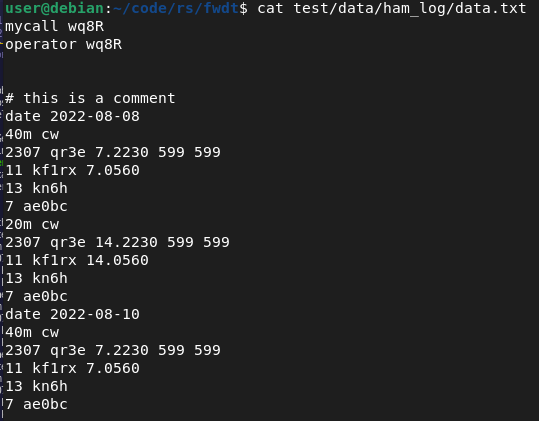 user@debian:~/code/rs/fwdt$ cat test/data/ham_log/data.txt
mycall wq8R
operator wq8R
# this is a comment
date 2022-08-08
40m cw
2307 qr3e 7.2230 599 599
11 kf1rx 7.0560
13 kn6h
7 ae0bc
20m cw
2307 qr3e 14.2230 599 599
11 kf1rx 14.0560
13 kn6h
7 ae0bc
date 2022-08-10
40m cw
2307 qr3e 7.2230 599 599
11 kf1rx 7.0560
13 kn6h
7 ae0bc